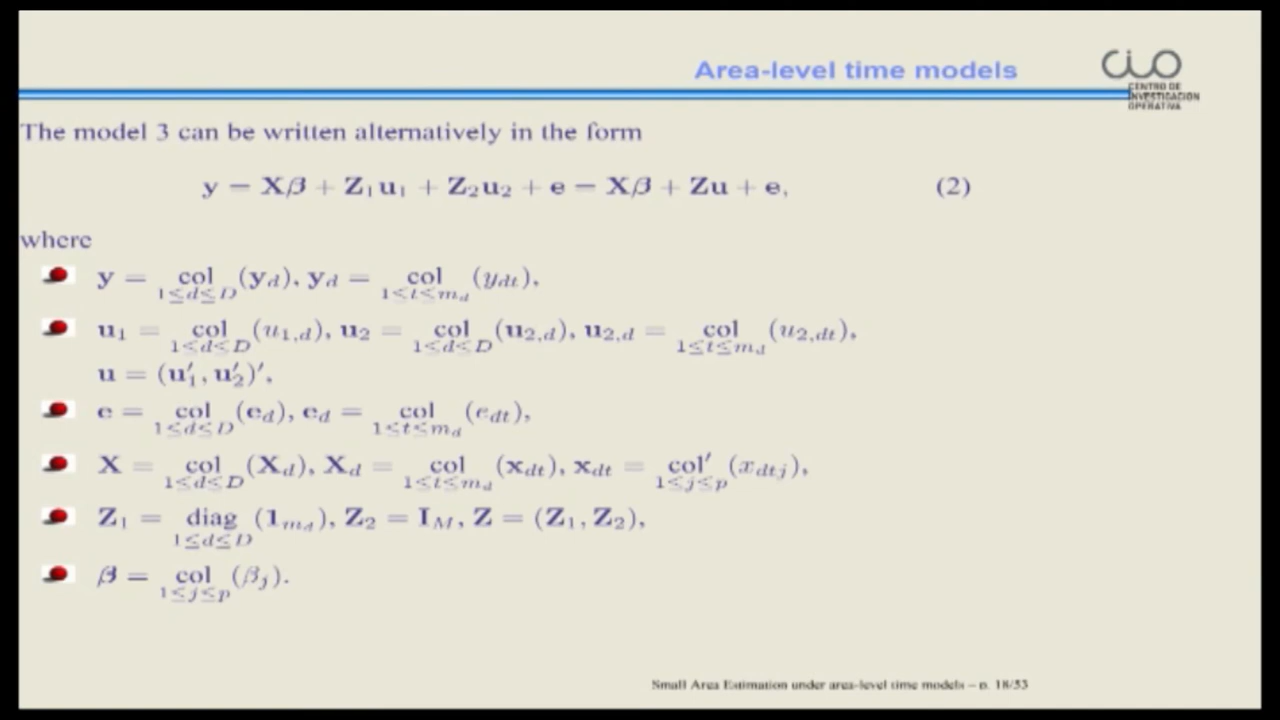 Area-level time models
CIO
CENTRO DE
INVESTIGACION
OPERATIVA
The model 3 can be written alternatively in the form
y = Xβ + Z₁u₁ + Z₂u₂ + e = Xβ + Zu + e, (2)
where
y = col_{1≤d≤D}(y_d), y_d = col_{1≤t≤m_d}(y_{dt}),
u₁ = col_{1≤d≤D}(u_{1,d}), u₂ = col_{1≤d≤D}(u_{2,d}), u_{2,d} = col_{1≤t≤m_d}(u_{2,dt}),
u = (u′₁, u′₂)′,
e = col_{1≤d≤D}(e_d), e_d = col_{1≤t≤m_d}(e_{dt}),
X = col_{1≤d≤D}(X_d), X_d = col_{1≤t≤m_d}(x_{dt}), x_{dt} = col′_{1≤j≤p}(x_{dtj}),
Z₁ = diag_{1≤d≤D}(1_{m_d}), Z₂ = I_M, Z = (Z₁, Z₂),
β = col_{1≤j≤p}(β_j).
Small Area Estimation under area-level time models – p. 18/53